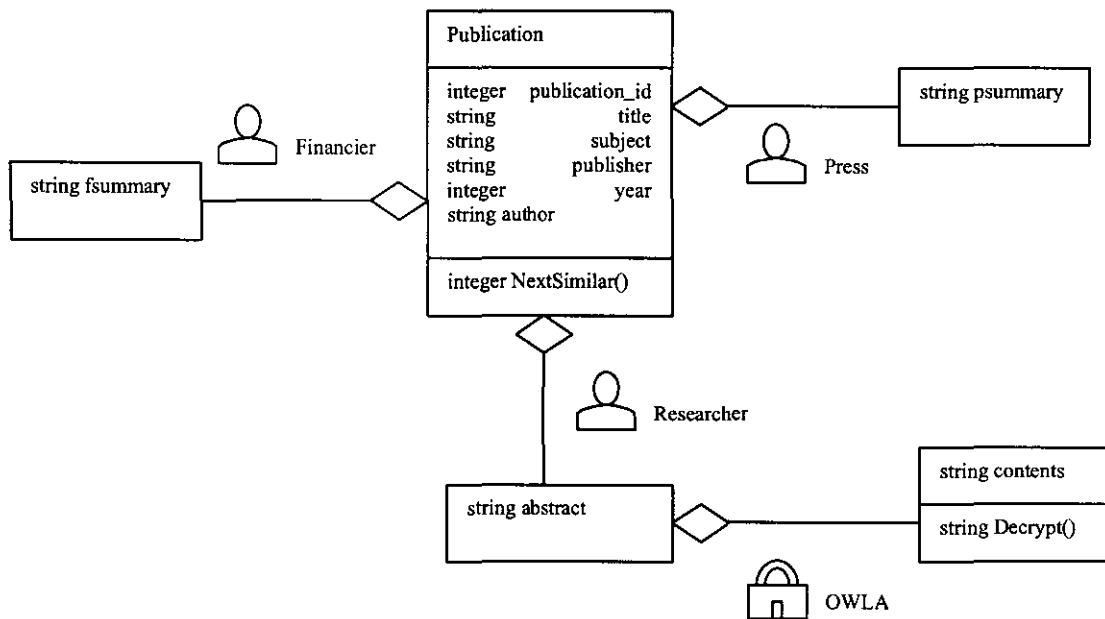 Publication
integer publication_id
string title
string subject
string publisher
integer year
string author
integer NextSimilar()
string psummary
Press
Financier
string fsummary
Researcher
string abstract
string contents
string Decrypt()
OWLA